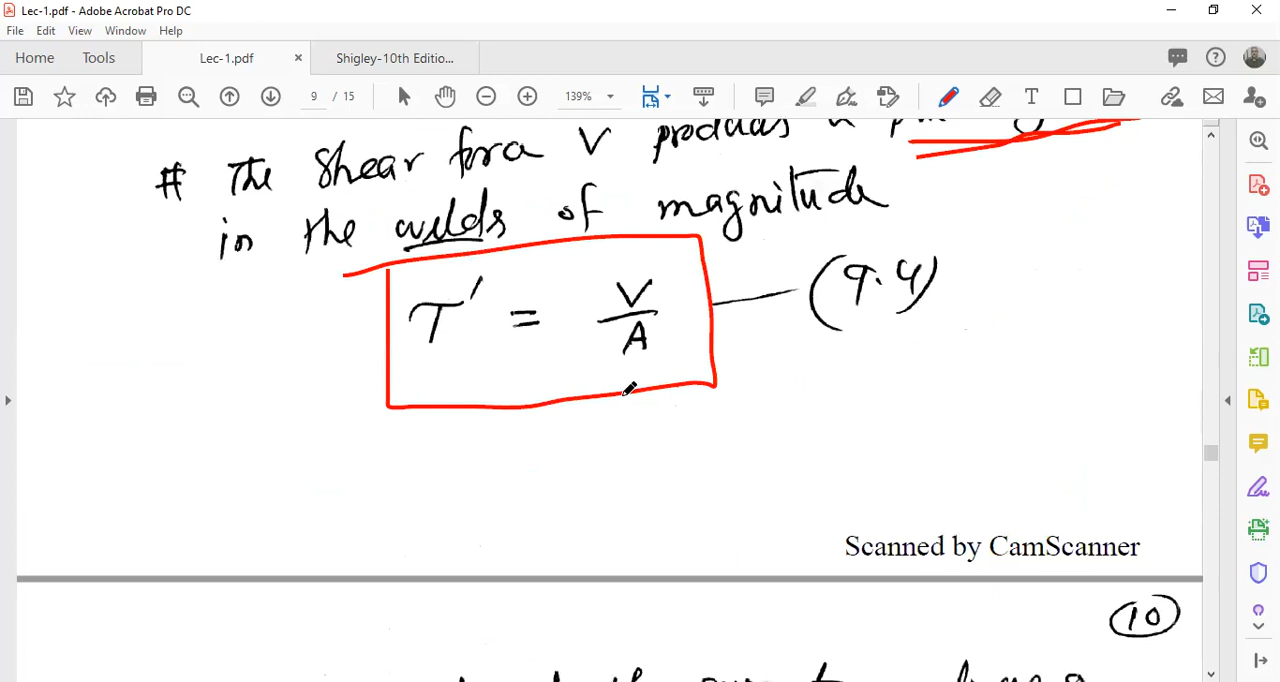 Lec-1.pdf - Adobe Acrobat Pro DC
File Edit View Window Help
Home Tools Lec-1.pdf × Shigley-10th Editio...
9 / 15 139%
# The Shear force V produces a
in the welds of magnitude
τ' = V/A — (9.4)
Scanned by CamScanner
10